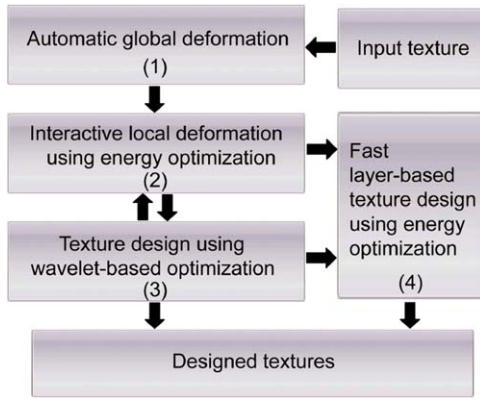 Automatic global deformation
(1)
Input texture
Interactive local deformation
using energy optimization
(2)
Fast
layer-based
texture design
using energy
optimization
(4)
Texture design using
wavelet-based optimization
(3)
Designed textures